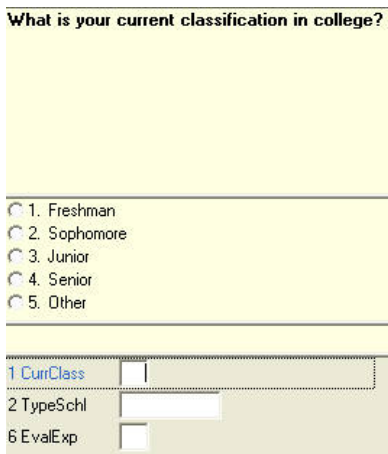 What is your current classification in college?
1. Freshman
2. Sophomore
3. Junior
4. Senior
5. Other
1 CurrClass
2 TypeSchl
6 EvalExp